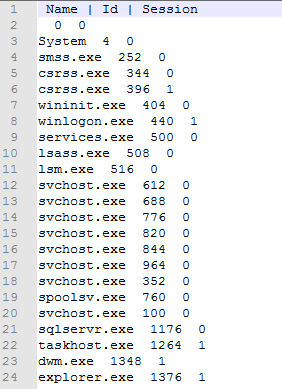 1 Name | Id | Session
2 0 0
3 System 4 0
4 smss.exe 252 0
5 csrss.exe 344 0
6 csrss.exe 396 1
7 wininit.exe 404 0
8 winlogon.exe 440 1
9 services.exe 500 0
10 lsass.exe 508 0
11 lsm.exe 516 0
12 svchost.exe 612 0
13 svchost.exe 688 0
14 svchost.exe 776 0
15 svchost.exe 820 0
16 svchost.exe 844 0
17 svchost.exe 964 0
18 svchost.exe 352 0
19 spoolsv.exe 760 0
20 svchost.exe 100 0
21 sqlservr.exe 1176 0
22 taskhost.exe 1264 1
23 dwm.exe 1348 1
24 explorer.exe 1376 1